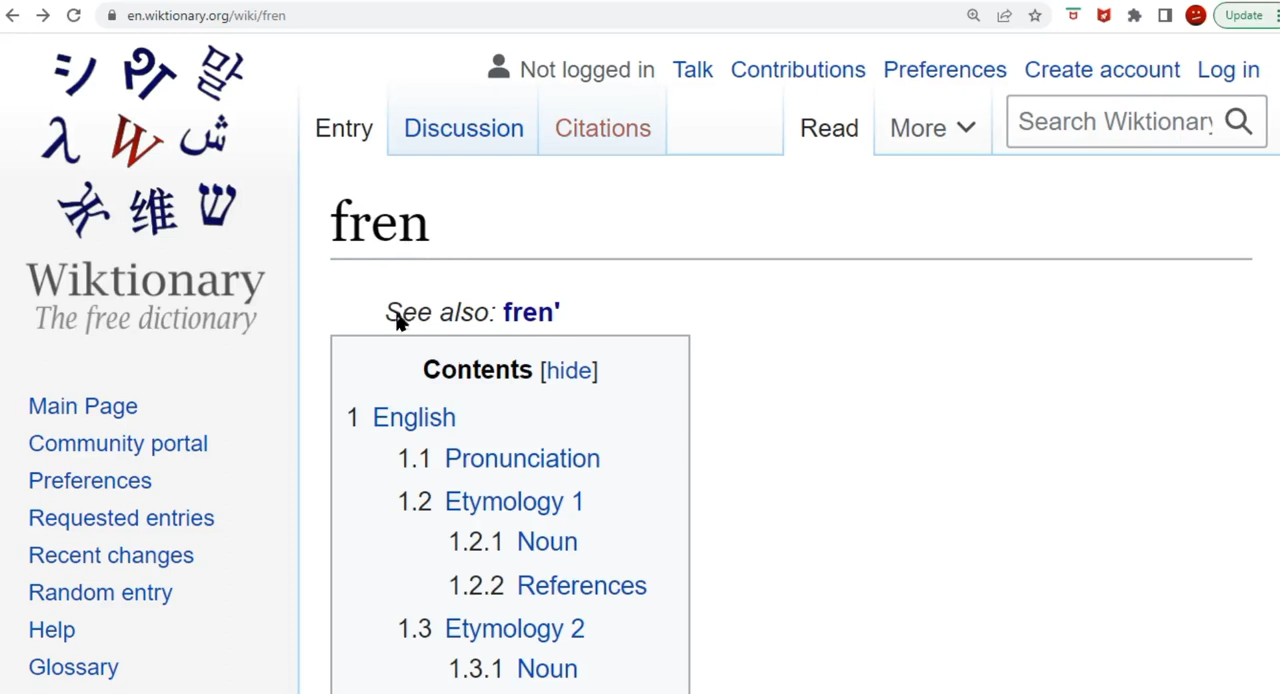 en.wiktionary.org/wiki/fren
Update
Not logged in Talk Contributions Preferences Create account Log in
Entry Discussion Citations Read More Search Wiktionary
fren
See also: fren'
Contents [hide]
1 English
1.1 Pronunciation
1.2 Etymology 1
1.2.1 Noun
1.2.2 References
1.3 Etymology 2
1.3.1 Noun
シ
말
λ W ش
维 ש
Wiktionary
The free dictionary
Main Page
Community portal
Preferences
Requested entries
Recent changes
Random entry
Help
Glossary